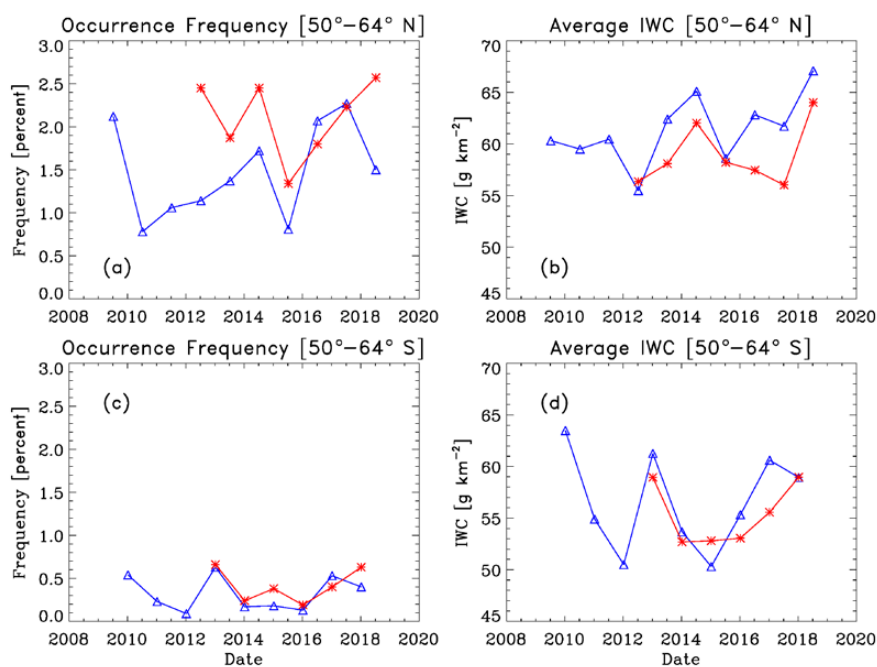 Occurrence Frequency [50°−64° N]
3.0
2.5
2.0
1.5
1.0
0.5
0.0
Frequency [percent]
(a)
2008 2010 2012 2014 2016 2018 2020
Average IWC [50°−64° N]
70
65
60
55
50
45
IWC [g km−2]
(b)
2008 2010 2012 2014 2016 2018 2020
Occurrence Frequency [50°−64° S]
3.0
2.5
2.0
1.5
1.0
0.5
0.0
Frequency [percent]
(c)
2008 2010 2012 2014 2016 2018 2020
Date
Average IWC [50°−64° S]
70
65
60
55
50
45
IWC [g km−2]
(d)
2008 2010 2012 2014 2016 2018 2020
Date